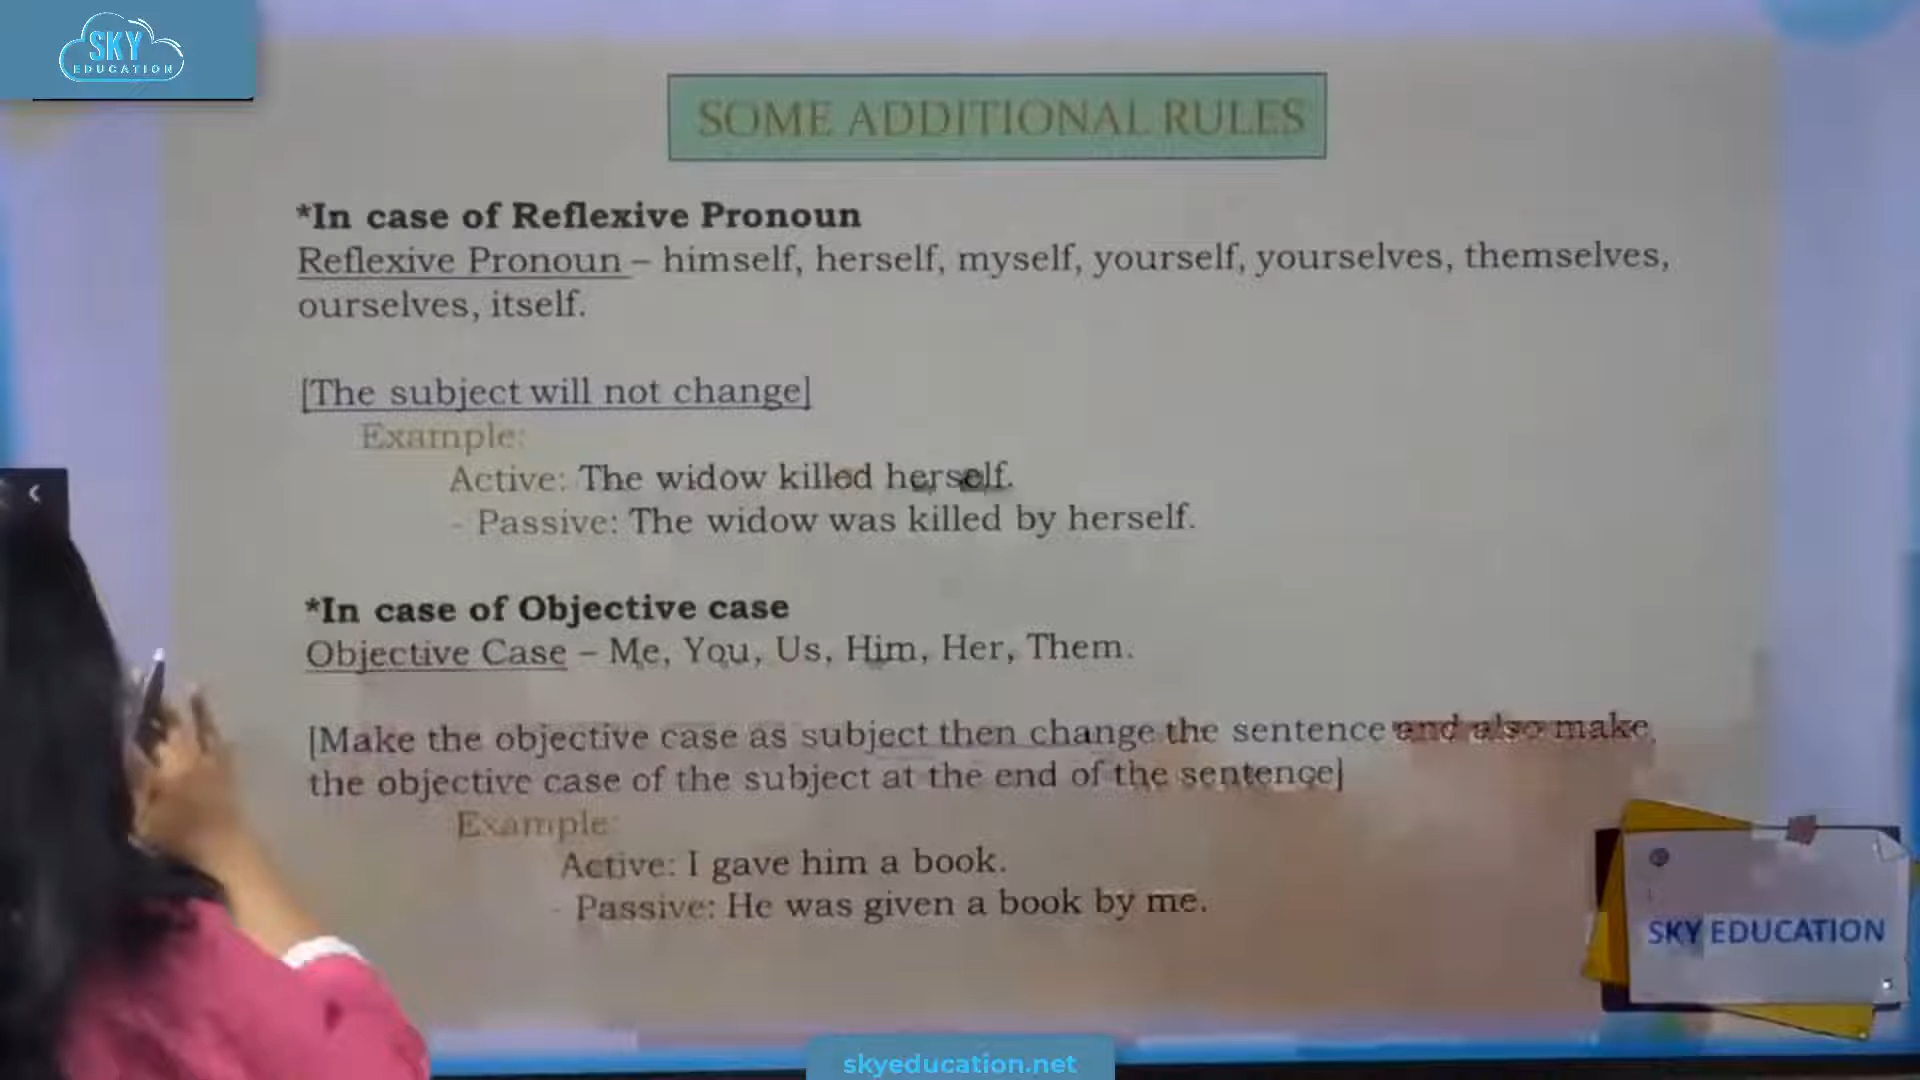 SKY
EDUCATION
SOME ADDITIONAL RULES
*In case of Reflexive Pronoun
Reflexive Pronoun – himself, herself, myself, yourself, yourselves, themselves,
ourselves, itself.
[The subject will not change]
Example:
Active: The widow killed herself.
- Passive: The widow was killed by herself.
*In case of Objective case
Objective Case – Me, You, Us, Him, Her, Them.
[Make the objective case as subject then change the sentence and also make
the objective case of the subject at the end of the sentence]
Example:
Active: I gave him a book.
- Passive: He was given a book by me.
SKY EDUCATION
skyeducation.net